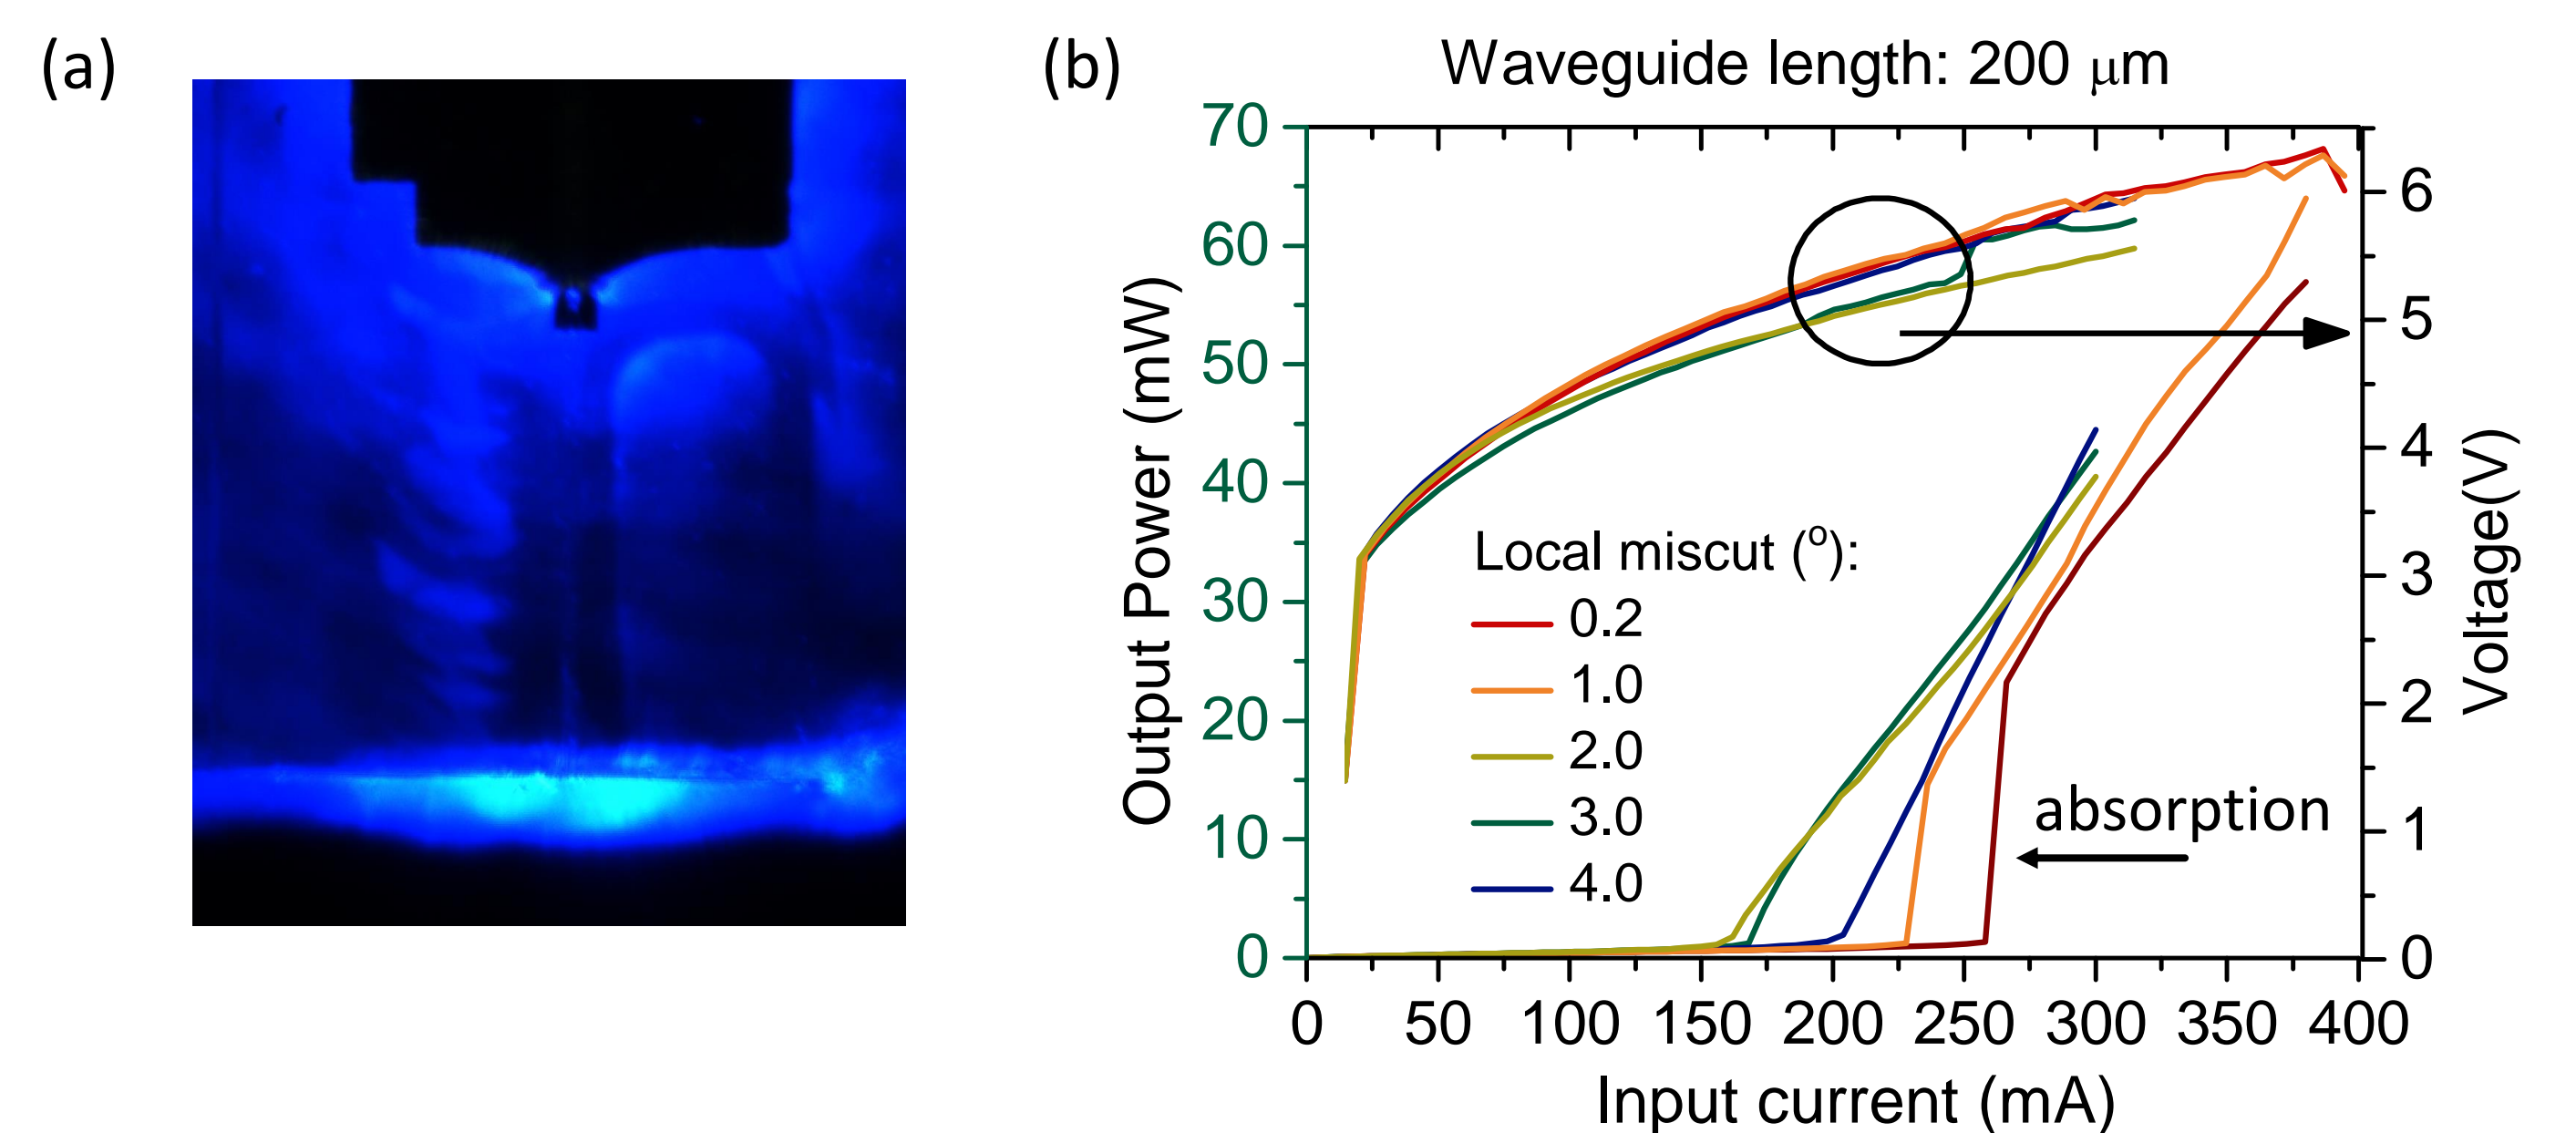 (a)
(b)
Waveguide length: 200 μm
70
60
50
40
30
20
10
0
Output Power (mW)
6
5
4
3
2
1
0
Voltage(V)
Local miscut (º):
0.2
1.0
2.0
3.0
4.0
absorption
0 50 100 150 200 250 300 350 400
Input current (mA)